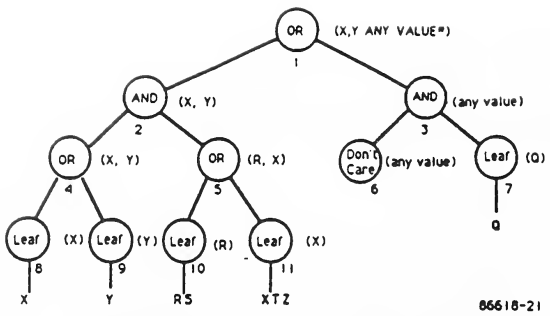 OR (X,Y ANY VALUE*)
1
AND (X, Y) AND (any value)
2 3
OR (X, Y) OR (R, X) Don't Care (any value) Leaf (Q)
4 5 6 7
Leaf (X) Leaf (Y) Leaf (R) Leaf (X) Q
8 9 10 11
X Y RS XTZ
86618-21